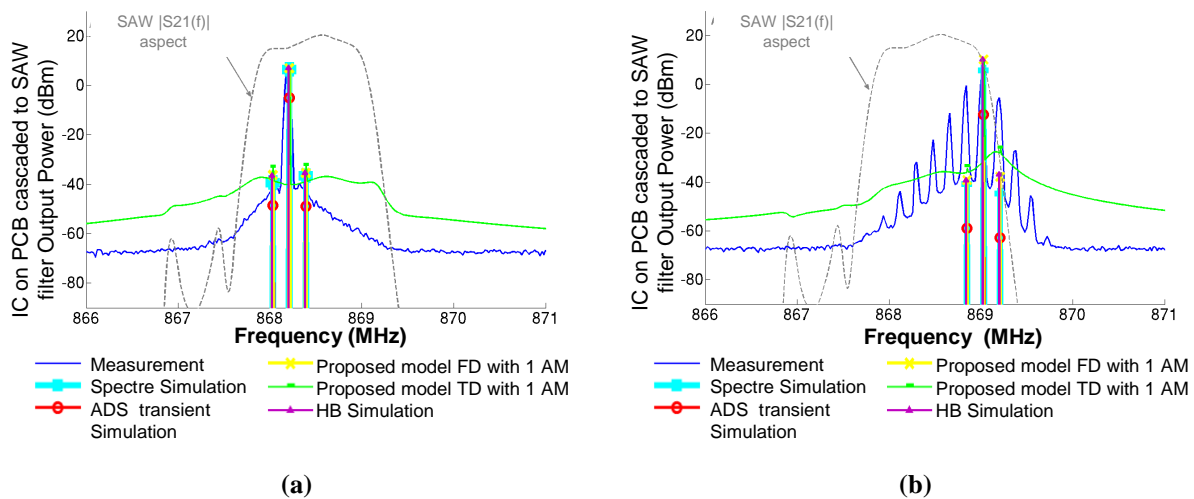 SAW |S21(f)|
aspect
IC on PCB cascaded to SAW
filter Output Power (dBm)
20
0
-20
-40
-60
-80
866
867
868
869
870
871
Frequency (MHz)
Measurement
Spectre Simulation
ADS transient
Simulation
Proposed model FD with 1 AM
Proposed model TD with 1 AM
HB Simulation
(a)
SAW |S21(f)|
aspect
IC on PCB cascaded to SAW
filter Output Power (dBm)
20
0
-20
-40
-60
-80
866
867
868
869
870
871
Frequency (MHz)
Measurement
Spectre Simulation
ADS transient
Simulation
Proposed model FD with 1 AM
Proposed model TD with 1 AM
HB Simulation
(b)